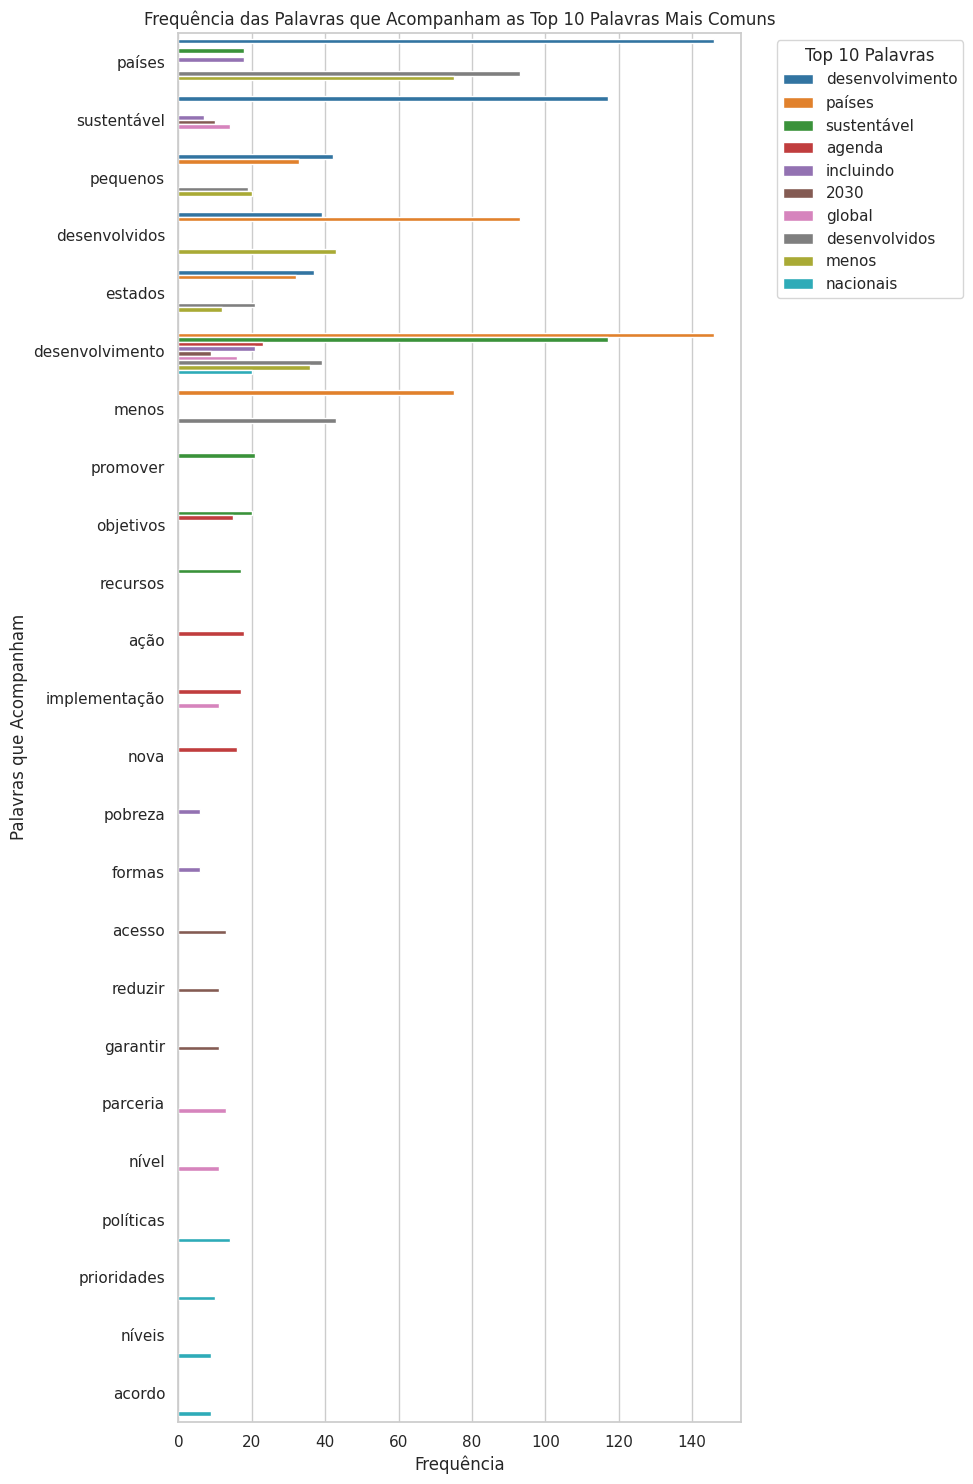 Frequência das Palavras que Acompanham as Top 10 Palavras Mais Comuns
Top 10 Palavras
desenvolvimento
países
sustentável
agenda
incluindo
2030
global
desenvolvidos
menos
nacionais
Palavras que Acompanham
países
sustentável
pequenos
desenvolvidos
estados
desenvolvimento
menos
promover
objetivos
recursos
ação
implementação
nova
pobreza
formas
acesso
reduzir
garantir
parceria
nível
políticas
prioridades
níveis
acordo
0 20 40 60 80 100 120 140
Frequência